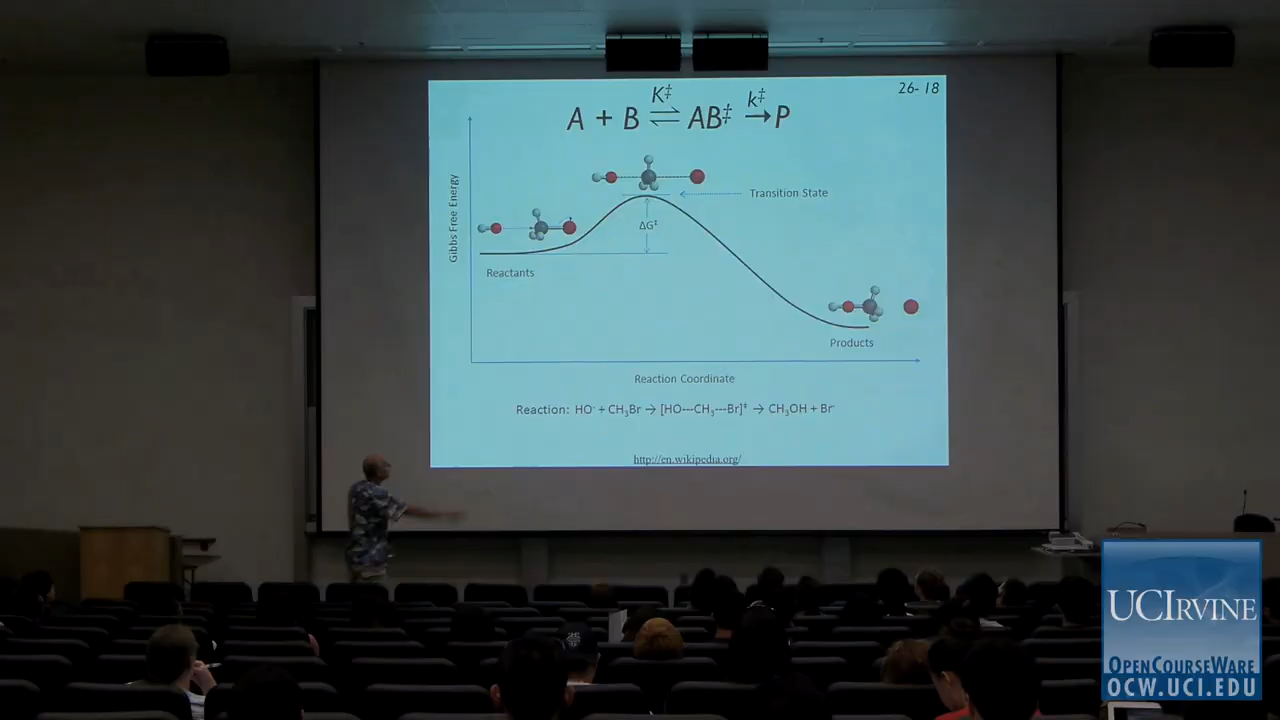 26- 18
K‡ k‡
A + B ⇌ AB‡ → P
Transition State
Gibbs Free Energy
ΔG‡
Reactants
Products
Reaction Coordinate
Reaction: HO⁻ + CH₃Br → [HO---CH₃---Br]‡ → CH₃OH + Br⁻
http://en.wikipedia.org/
UCIRVINE
OPENCOURSEWARE
OCW.UCI.EDU